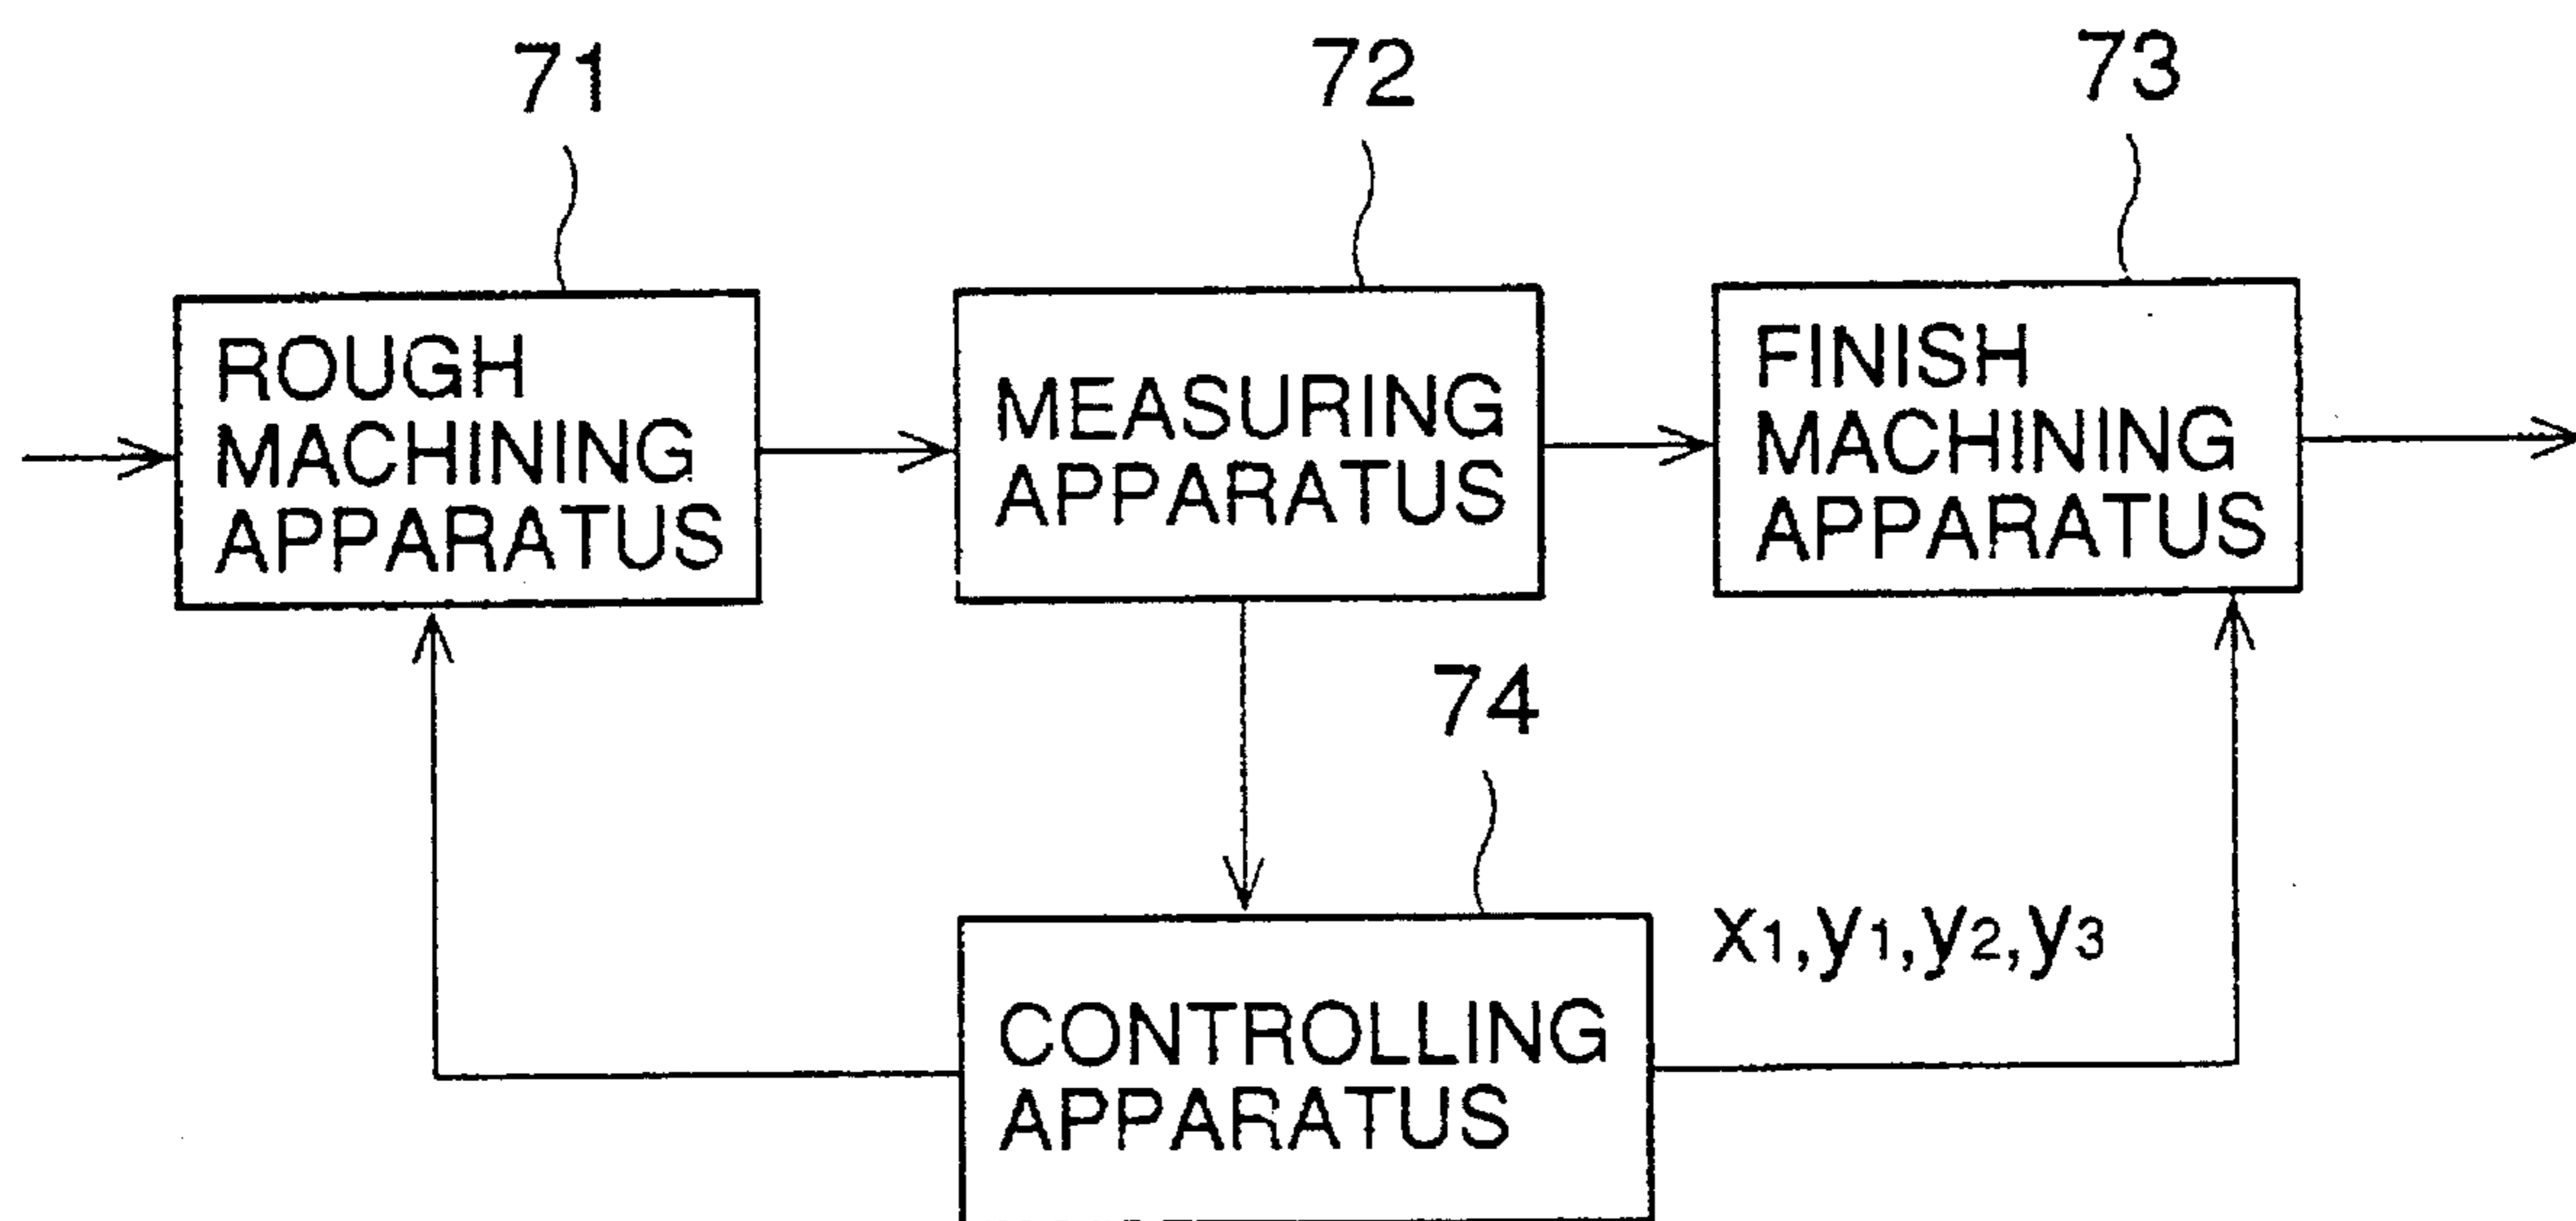 71
72
73
ROUGH
MACHINING
APPARATUS
MEASURING
APPARATUS
FINISH
MACHINING
APPARATUS
74
x1,y1,y2,y3
CONTROLLING
APPARATUS